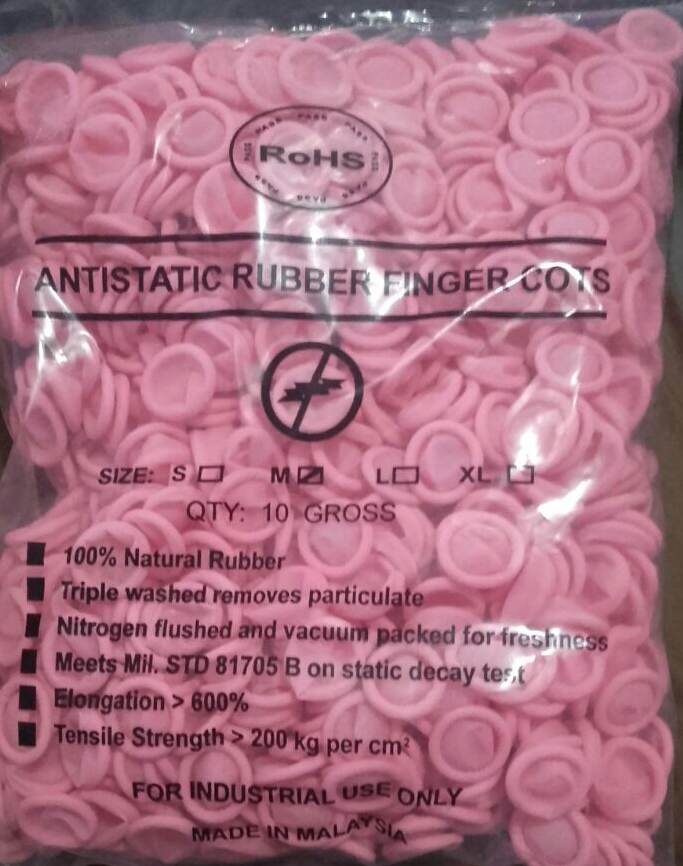 PASS PASS PASS
RoHS
ANTISTATIC RUBBER FINGER COTS
SIZE: S M L XL
QTY: 10 GROSS
100% Natural Rubber
Triple washed removes particulate
Nitrogen flushed and vacuum packed for freshness
Meets Mil. STD 81705 B on static decay test
Elongation > 600%
Tensile Strength > 200 kg per cm²
FOR INDUSTRIAL USE ONLY
MADE IN MALAYSIA